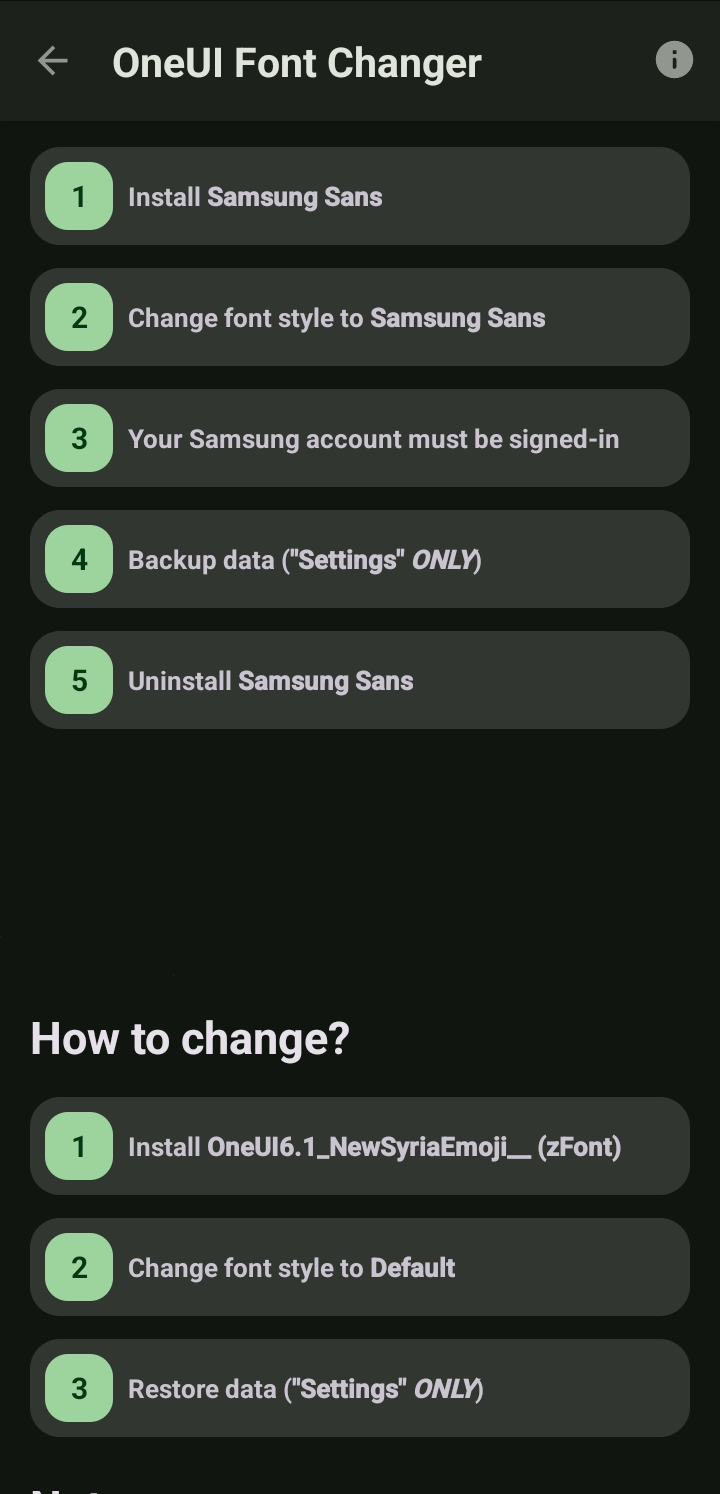 OneUI Font Changer
1
Install Samsung Sans
2
Change font style to Samsung Sans
3
Your Samsung account must be signed-in
4
Backup data ("Settings" ONLY)
5
Uninstall Samsung Sans
How to change?
1
Install OneUI6.1_NewSyriaEmoji__ (zFont)
2
Change font style to Default
3
Restore data ("Settings" ONLY)